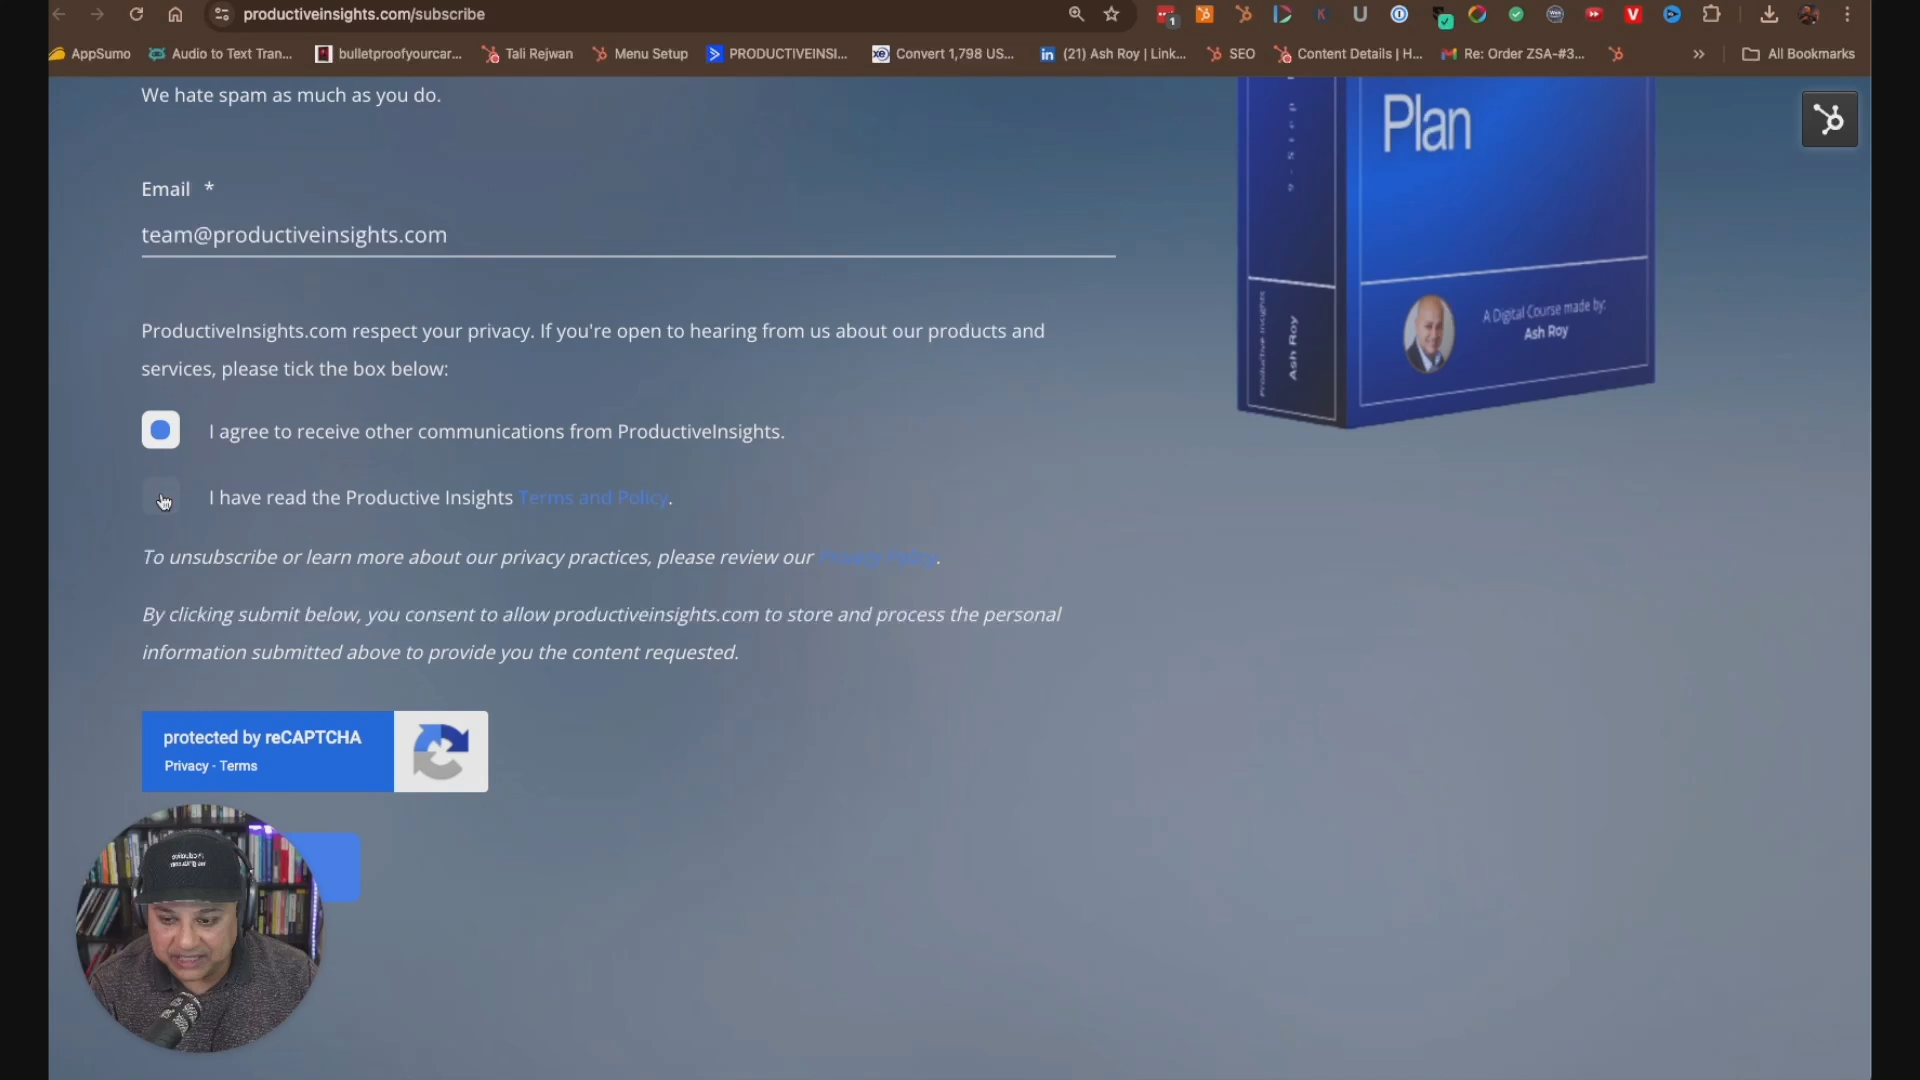 productiveinsights.com/subscribe
1
AppSumo
Audio to Text Tran...
bulletproofyourcar...
Tali Rejwan
Menu Setup
PRODUCTIVEINSI...
Convert 1,798 US...
(21) Ash Roy | Link...
SEO
Content Details | H...
Re: Order ZSA-#3...
»
All Bookmarks
We hate spam as much as you do.
Plan
Email *
team@productiveinsights.com
A Digital Course made by:
Ash Roy
Productive Insights
Ash Roy
ProductiveInsights.com respect your privacy. If you're open to hearing from us about our products and
services, please tick the box below:
I agree to receive other communications from ProductiveInsights.
I have read the Productive Insights Terms and Policy.
To unsubscribe or learn more about our privacy practices, please review our Privacy Policy.
By clicking submit below, you consent to allow productiveinsights.com to store and process the personal
information submitted above to provide you the content requested.
protected by reCAPTCHA
Privacy - Terms